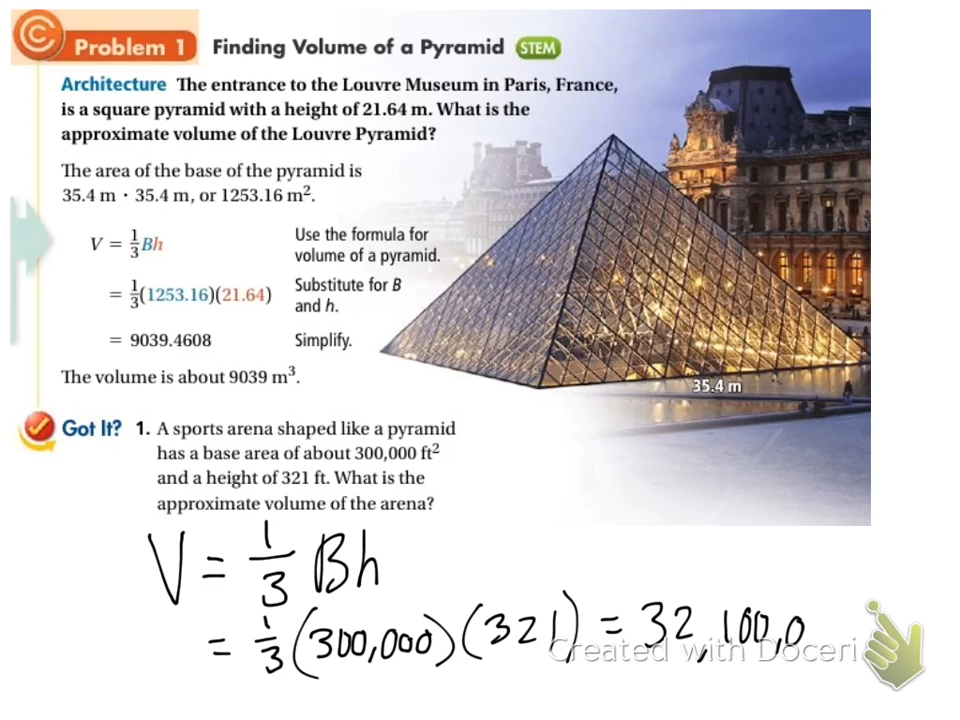 Problem 1 Finding Volume of a Pyramid STEM
Architecture The entrance to the Louvre Museum in Paris, France,
is a square pyramid with a height of 21.64 m. What is the
approximate volume of the Louvre Pyramid?
The area of the base of the pyramid is
35.4 m · 35.4 m, or 1253.16 m².
V = 1/3 Bh Use the formula for
volume of a pyramid.
= 1/3 (1253.16)(21.64) Substitute for B
and h.
= 9039.4608 Simplify.
The volume is about 9039 m³.
35.4 m
Got It? 1. A sports arena shaped like a pyramid
has a base area of about 300,000 ft²
and a height of 321 ft. What is the
approximate volume of the arena?
V = 1/3 Bh
= 1/3 (300,000)(321) = 32,100,0
Created with Doceri